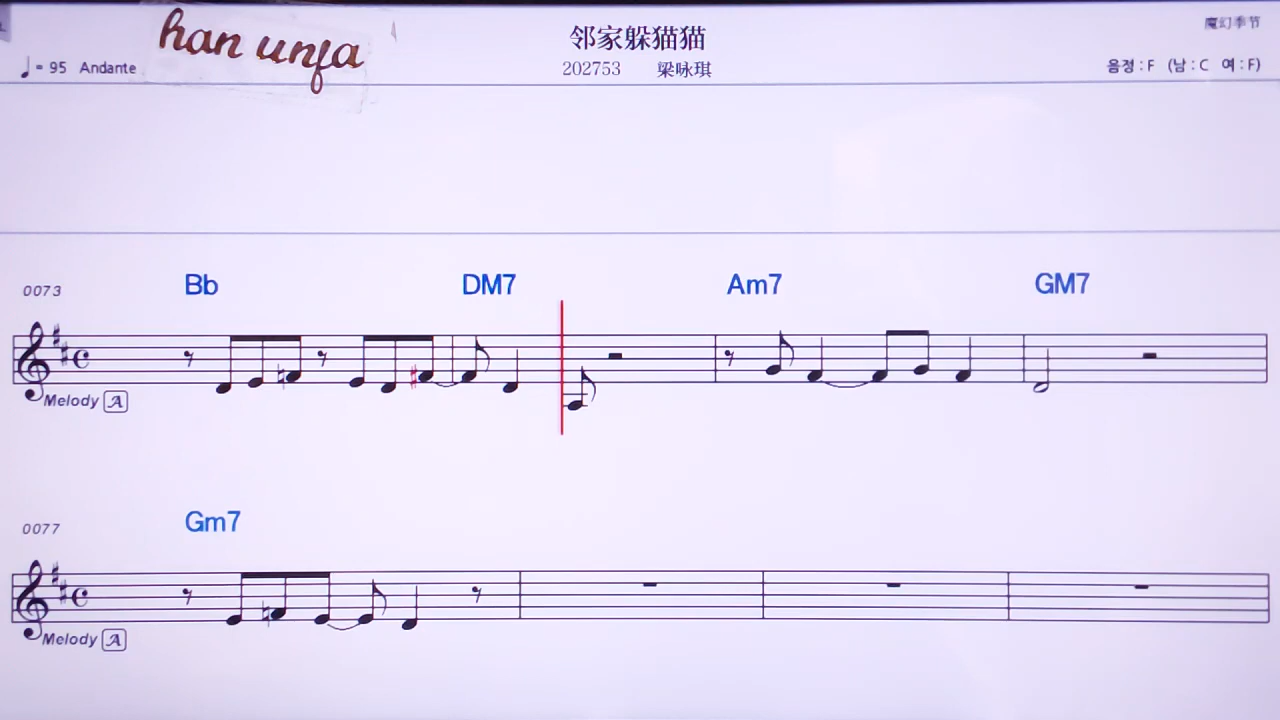 han unfa
邻家躲猫猫
魔幻季节
♩= 95 Andante
202753 梁咏琪
음정 : F (남 : C 여 : F)
0073
Bb DM7 Am7 GM7
Melody A
0077
Gm7
Melody A